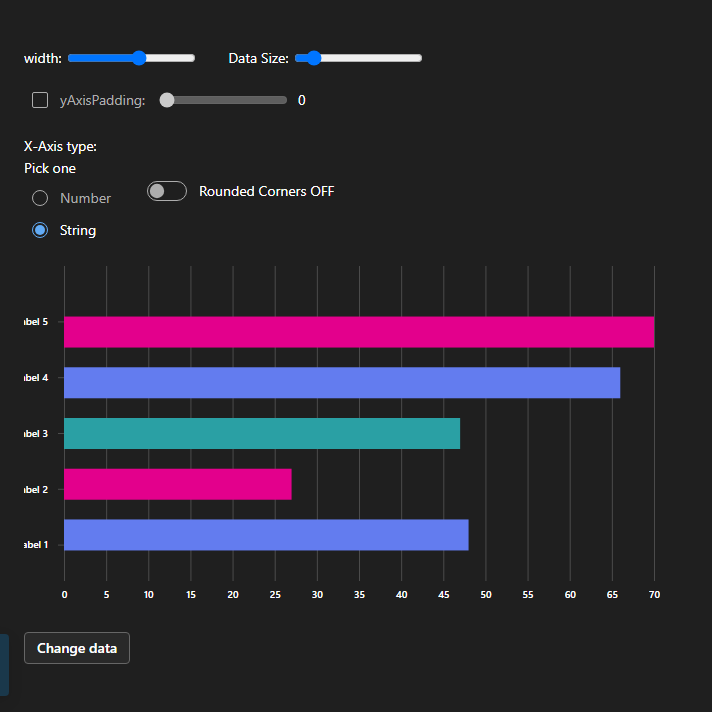 width: Data Size:
yAxisPadding: 0
X-Axis type:
Pick one
Number Rounded Corners OFF
String
abel 5
abel 4
abel 3
abel 2
abel 1
0 5 10 15 20 25 30 35 40 45 50 55 60 65 70
Change data